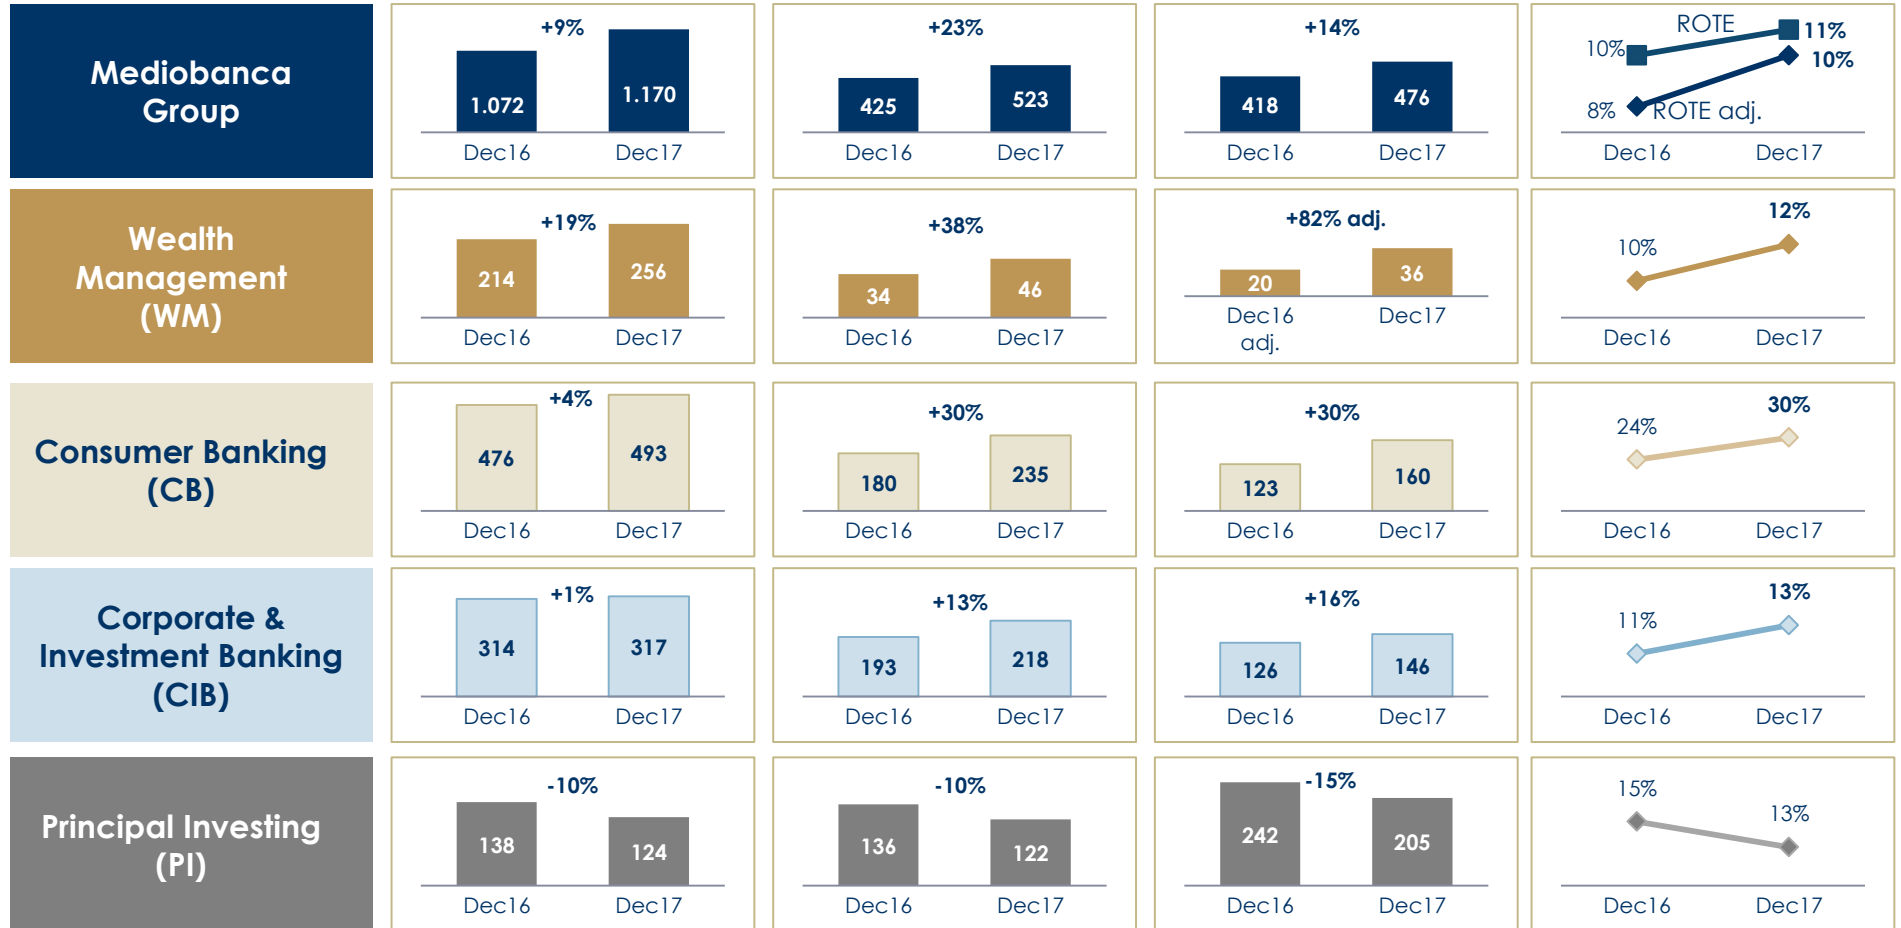 Mediobanca
Group
+9%
1.072
1.170
Dec16
Dec17
+23%
425
523
Dec16
Dec17
+14%
418
476
Dec16
Dec17
ROTE
10%
11%
10%
8%
ROTE adj.
Dec16
Dec17
Wealth
Management
(WM)
+19%
214
256
Dec16
Dec17
+38%
34
46
Dec16
Dec17
+82% adj.
20
36
Dec16
adj.
Dec17
10%
12%
Dec16
Dec17
Consumer Banking
(CB)
+4%
476
493
Dec16
Dec17
+30%
180
235
Dec16
Dec17
+30%
123
160
Dec16
Dec17
24%
30%
Dec16
Dec17
Corporate &
Investment Banking
(CIB)
+1%
314
317
Dec16
Dec17
+13%
193
218
Dec16
Dec17
+16%
126
146
Dec16
Dec17
11%
13%
Dec16
Dec17
Principal Investing
(PI)
-10%
138
124
Dec16
Dec17
-10%
136
122
Dec16
Dec17
-15%
242
205
Dec16
Dec17
15%
13%
Dec16
Dec17